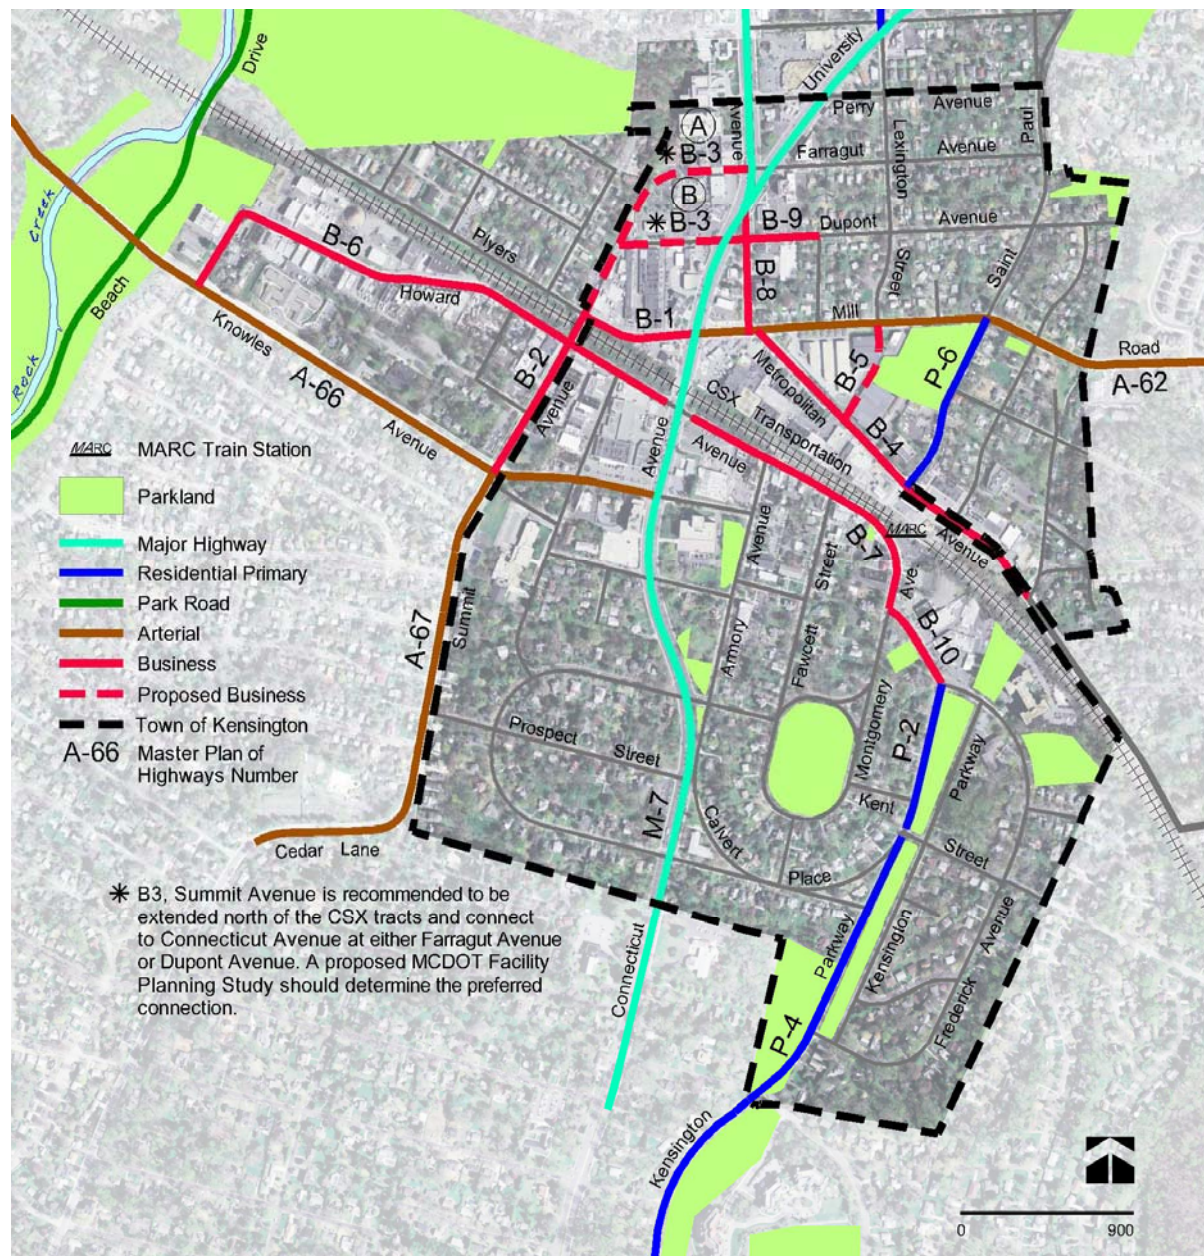 Drive
University
Perry
Avenue
Paul
A
Avenue
Lexington
B-3
Farragut
Avenue
B
B-3
B-9
Dupont
Avenue
Creek
Plyers
B-6
Howard
B-8
Street
Saint
Beach
Mill
Knowles
B-1
Road
A-62
Rock
A-66
B-2
Avenue
Metropolitan
B-5
P-6
CSX Transportation
B-4
Avenue
Avenue
Avenue
MARC
Avenue
MARC MARC Train Station
Parkland
Major Highway
Residential Primary
Park Road
Arterial
Business
Proposed Business
Town of Kensington
A-66 Master Plan of
Highways Number
Avenue
Street
B-7
Ave
Summit
A-67
Armory
Fawcett
B-10
Montgomery
P-2
Parkway
Prospect
Street
M-7
Calvert
Kent
Street
Place
Cedar Lane
✳ B3, Summit Avenue is recommended to be
extended north of the CSX tracts and connect
to Connecticut Avenue at either Farragut Avenue
or Dupont Avenue. A proposed MCDOT Facility
Planning Study should determine the preferred
connection.
Connecticut
Parkway
Kensington
Avenue
Frederick
P-4
Kensington
0 900